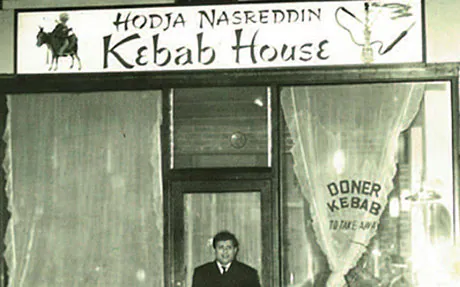 HODJA NASREDDIN
Kebab House
DONER
KEBAB
TO TAKE AWAY